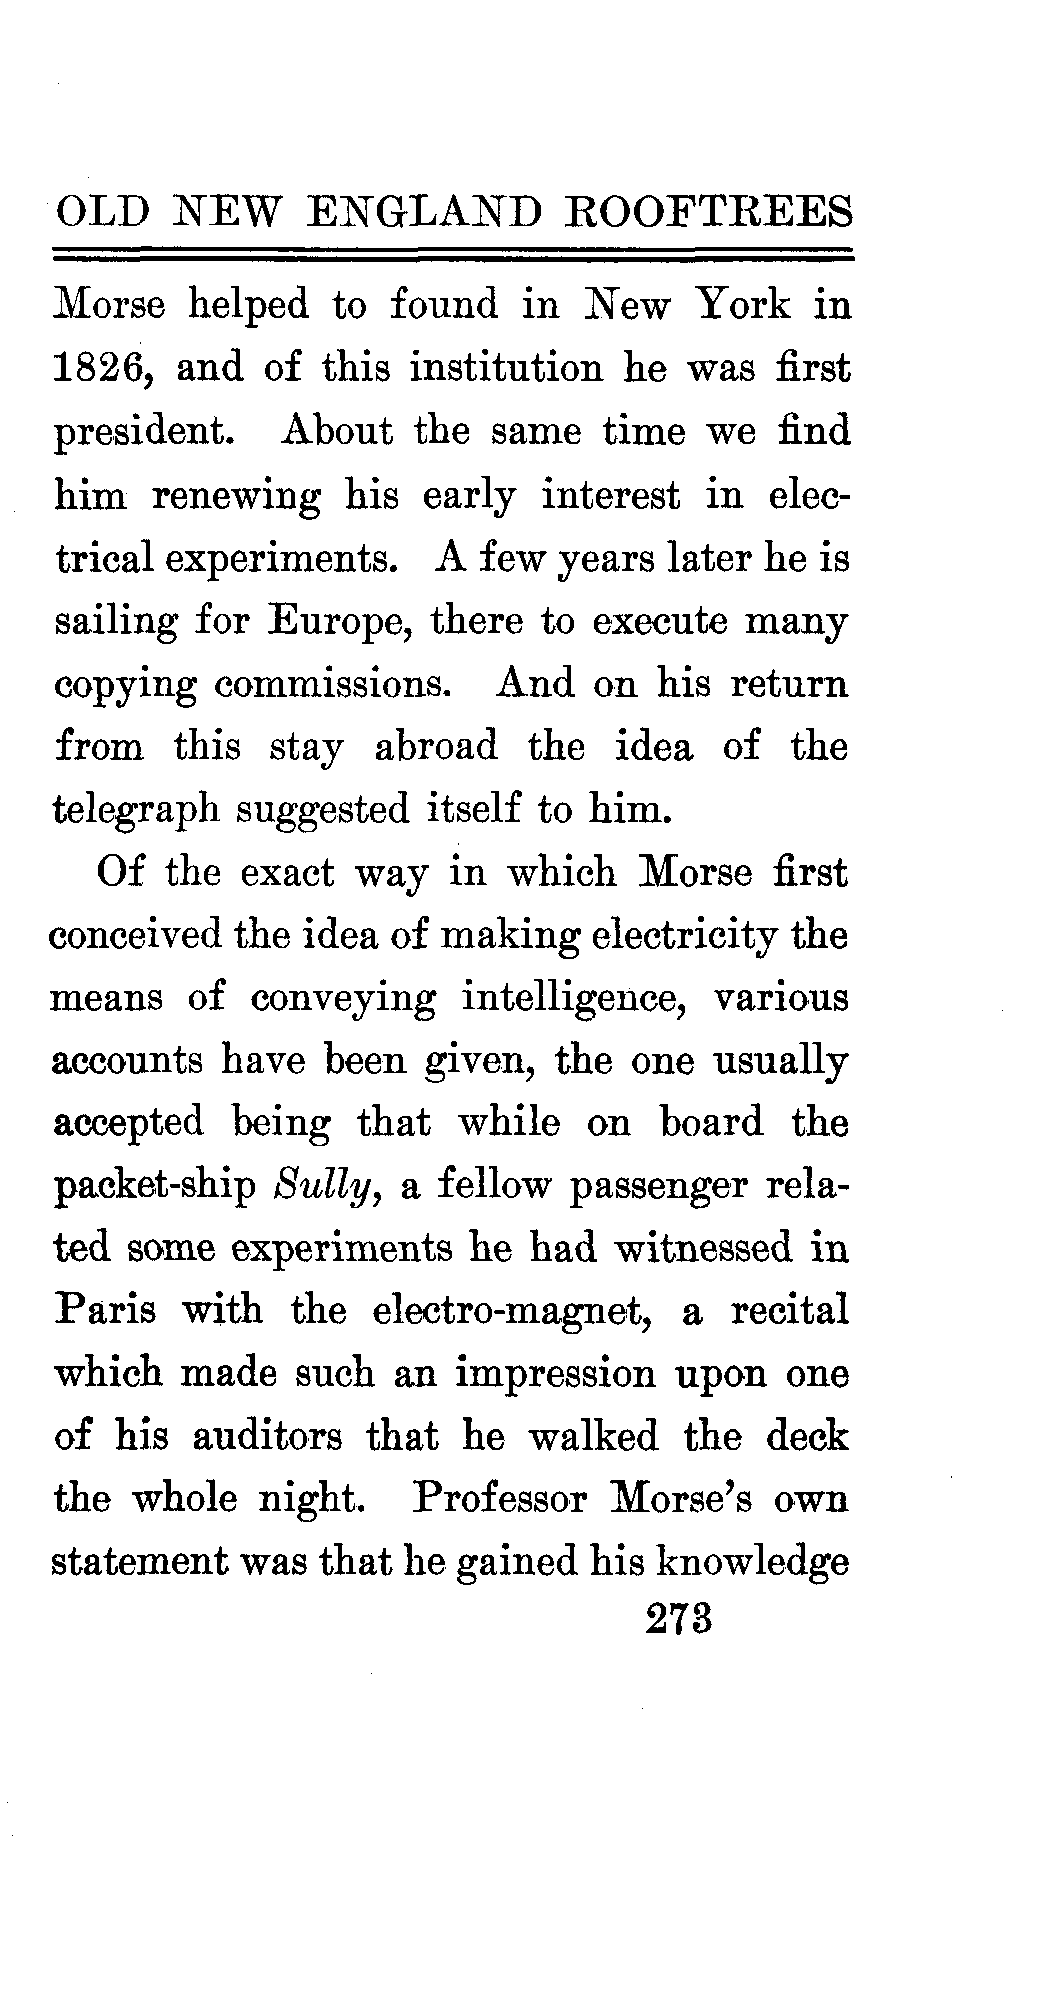 OLD NEW ENGLAND ROOFTREES
Morse helped to found in New York in
1826, and of this institution he was first
president. About the same time we find
him renewing his early interest in elec-
trical experiments. A few years later he is
sailing for Europe, there to execute many
copying commissions. And on his return
from this stay abroad the idea of the
telegraph suggested itself to him.
Of the exact way in which Morse first
conceived the idea of making electricity the
means of conveying intelligence, various
accounts have been given, the one usually
accepted being that while on board the
packet-ship Sully, a fellow passenger rela-
ted some experiments he had witnessed in
Paris with the electro-magnet, a recital
which made such an impression upon one
of his auditors that he walked the deck
the whole night. Professor Morse's own
statement was that he gained his knowledge
273